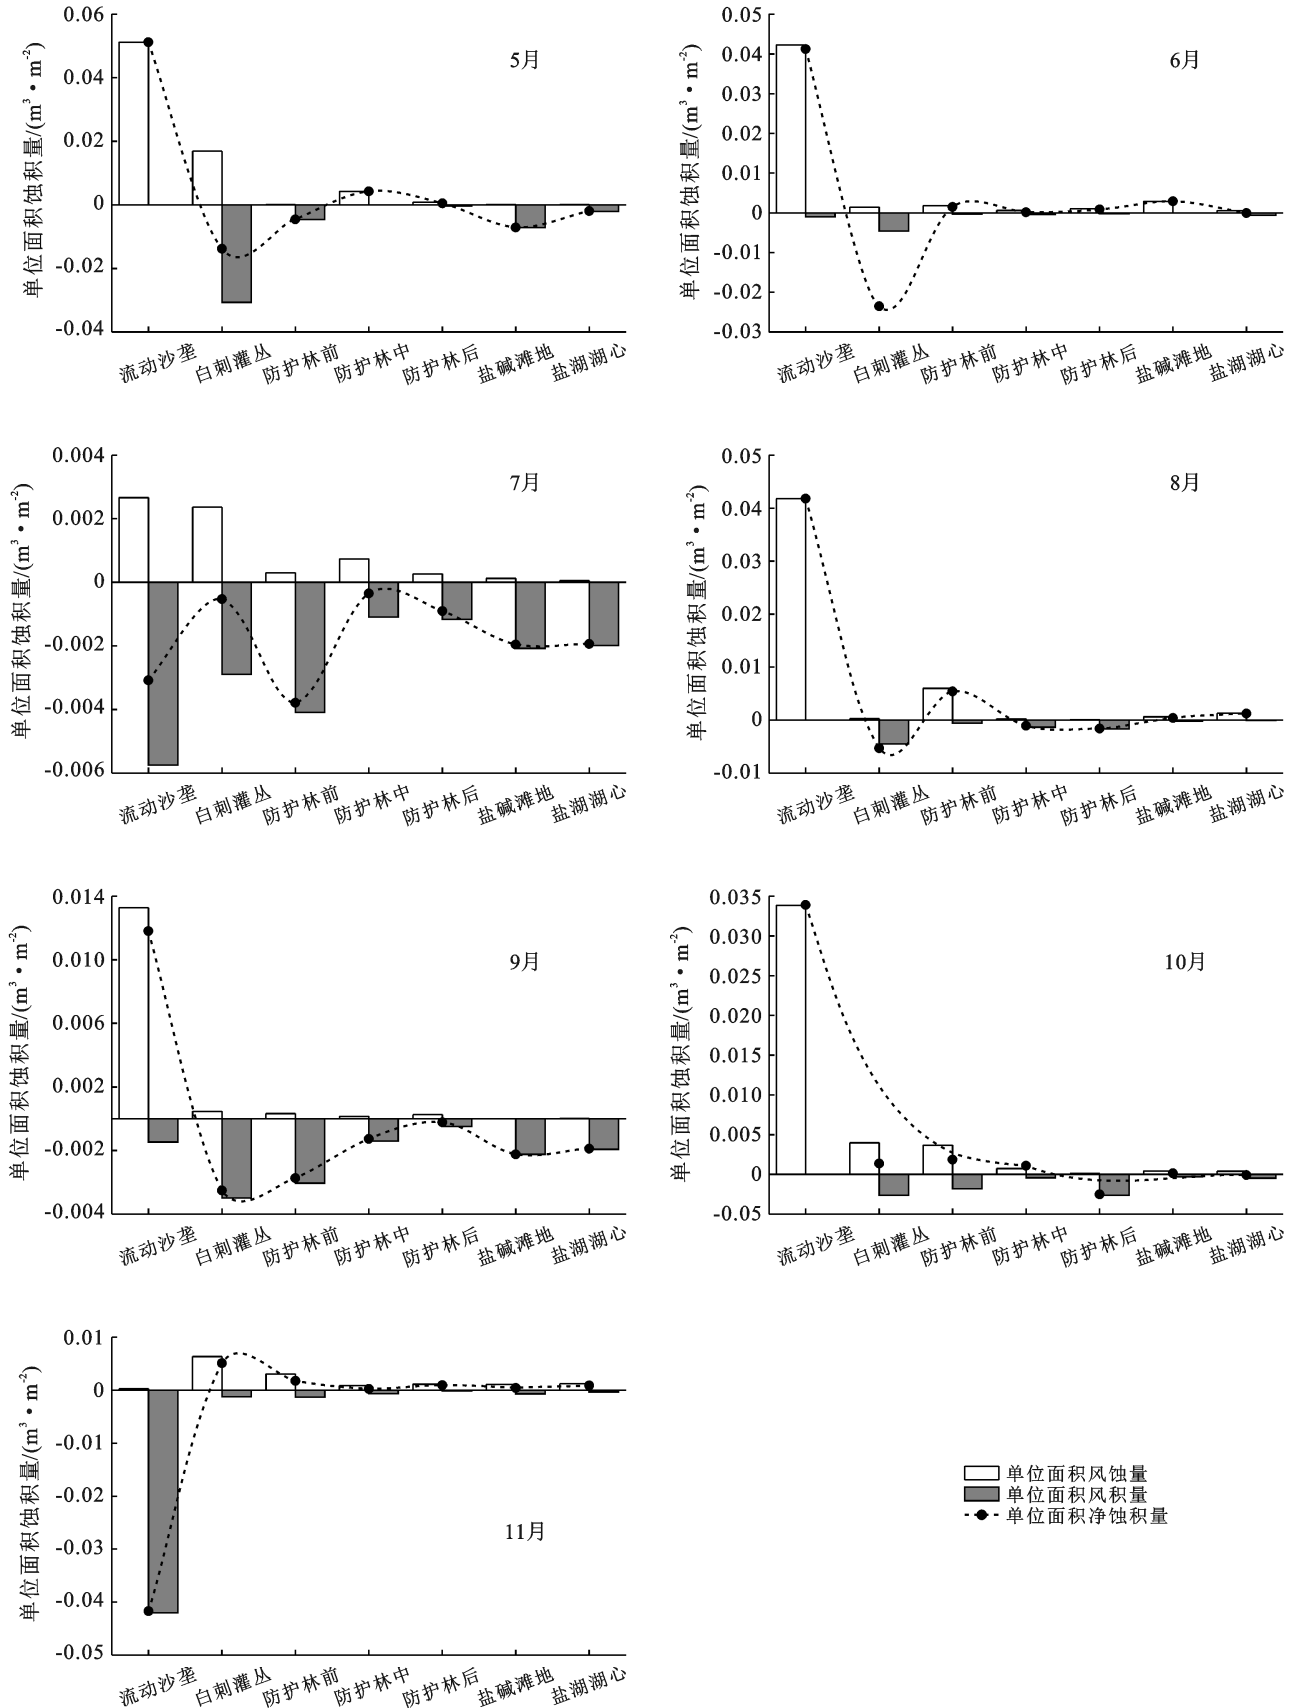 0.06
0.04
0.02
0
-0.02
-0.04
单位面积蚀积量/(m³·m⁻²)
5月
流动沙垄 白刺灌丛 防护林前 防护林中 防护林后 盐碱滩地 盐湖湖心
0.05
0.04
0.03
0.02
0.01
0
-0.01
-0.02
-0.03
单位面积蚀积量/(m³·m⁻²)
6月
流动沙垄 白刺灌丛 防护林前 防护林中 防护林后 盐碱滩地 盐湖湖心
0.004
0.002
0
-0.002
-0.004
-0.006
单位面积蚀积量/(m³·m⁻²)
7月
流动沙垄 白刺灌丛 防护林前 防护林中 防护林后 盐碱滩地 盐湖湖心
0.05
0.04
0.03
0.02
0.01
0
-0.01
单位面积蚀积量/(m³·m⁻²)
8月
流动沙垄 白刺灌丛 防护林前 防护林中 防护林后 盐碱滩地 盐湖湖心
0.014
0.010
0.006
0.002
-0.002
-0.004
单位面积蚀积量/(m³·m⁻²)
9月
流动沙垄 白刺灌丛 防护林前 防护林中 防护林后 盐碱滩地 盐湖湖心
0.035
0.030
0.025
0.020
0.015
0.010
0.005
0
-0.05
单位面积蚀积量/(m³·m⁻²)
10月
流动沙垄 白刺灌丛 防护林前 防护林中 防护林后 盐碱滩地 盐湖湖心
0.01
0
-0.01
-0.02
-0.03
-0.04
-0.05
单位面积蚀积量/(m³·m⁻²)
11月
流动沙垄 白刺灌丛 防护林前 防护林中 防护林后 盐碱滩地 盐湖湖心
单位面积风蚀量
单位面积风积量
单位面积净蚀积量